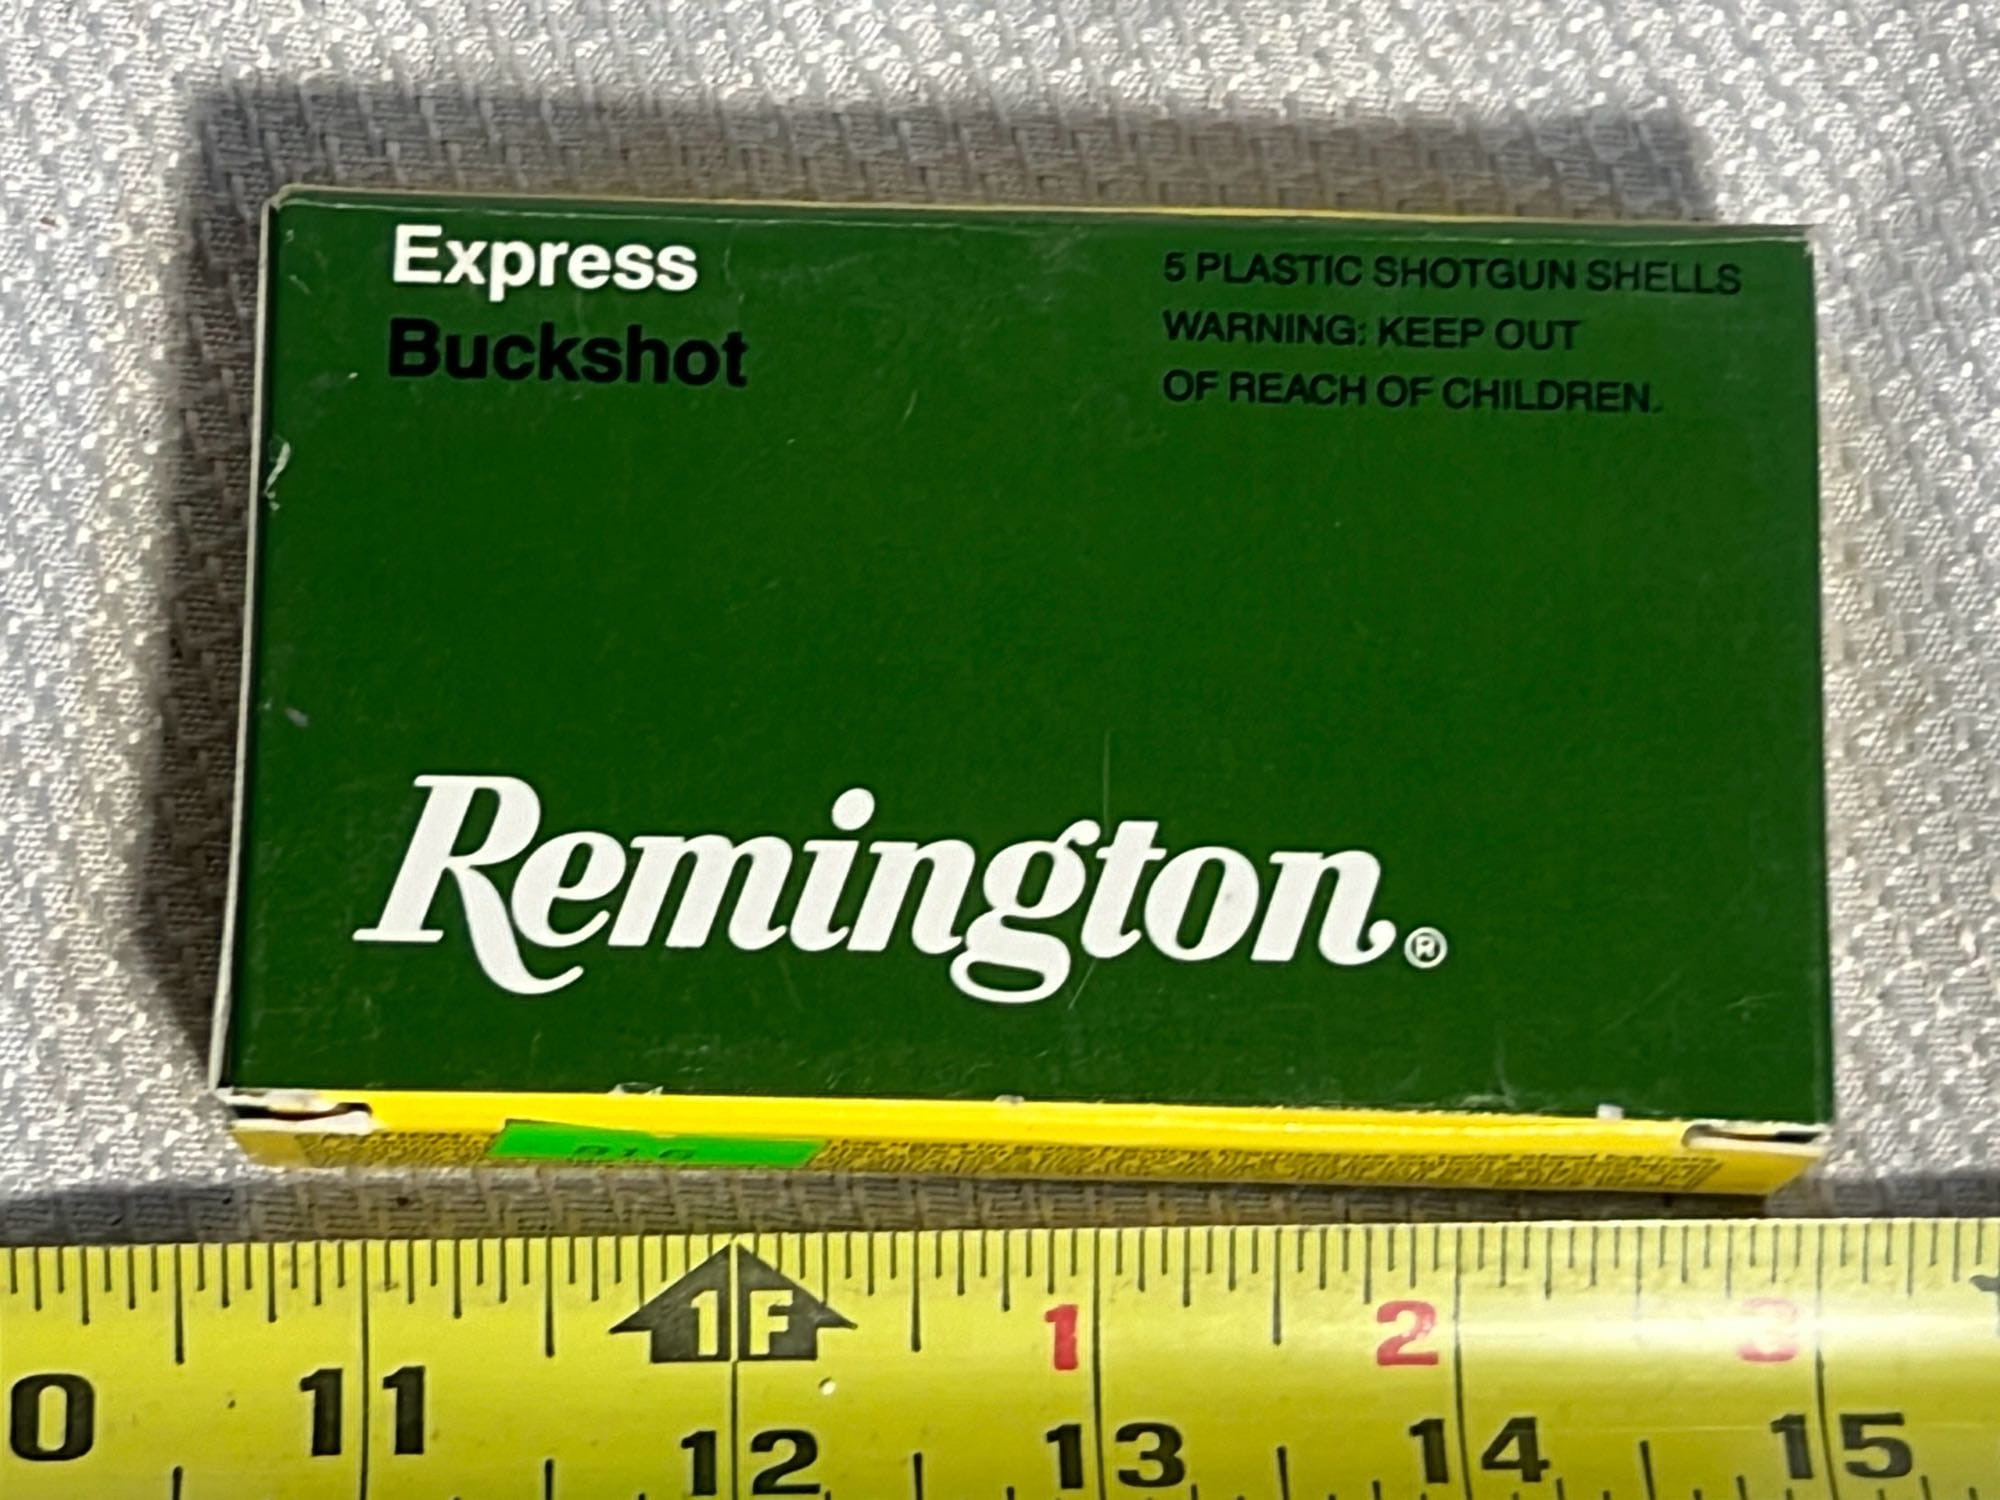 Express
Buckshot
5 PLASTIC SHOTGUN SHELLS
WARNING: KEEP OUT
OF REACH OF CHILDREN.
Remington®
1F 1 2 3
0 11 12 13 14 15